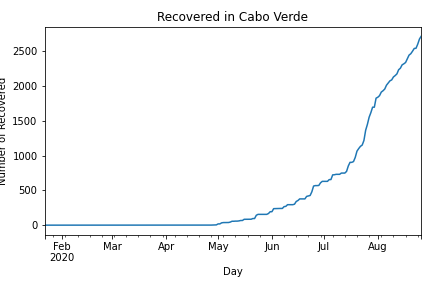 Recovered in Cabo Verde
Number of Recovered
2500
2000
1500
1000
500
0
Feb Mar Apr May Jun Jul Aug
2020
Day